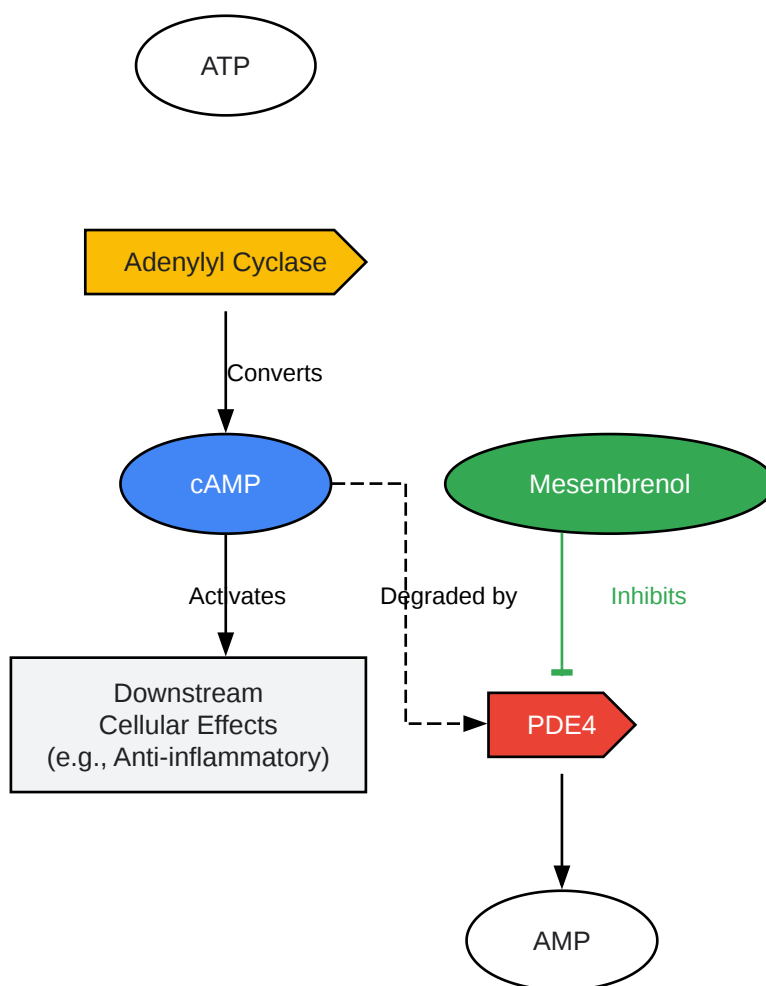 ATP
Adenylyl Cyclase
Converts
cAMP
Mesembrenol
Activates
Degraded by
Inhibits
Downstream
Cellular Effects
(e.g., Anti-inflammatory)
PDE4
AMP